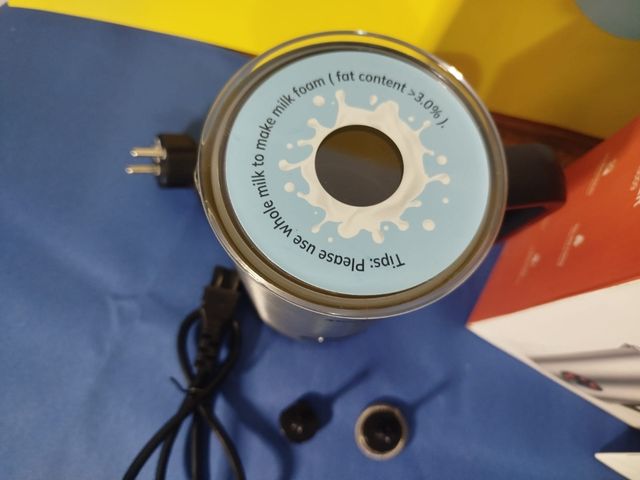 Tips: Please use whole milk to make milk foam ( fat content >3.0% ).